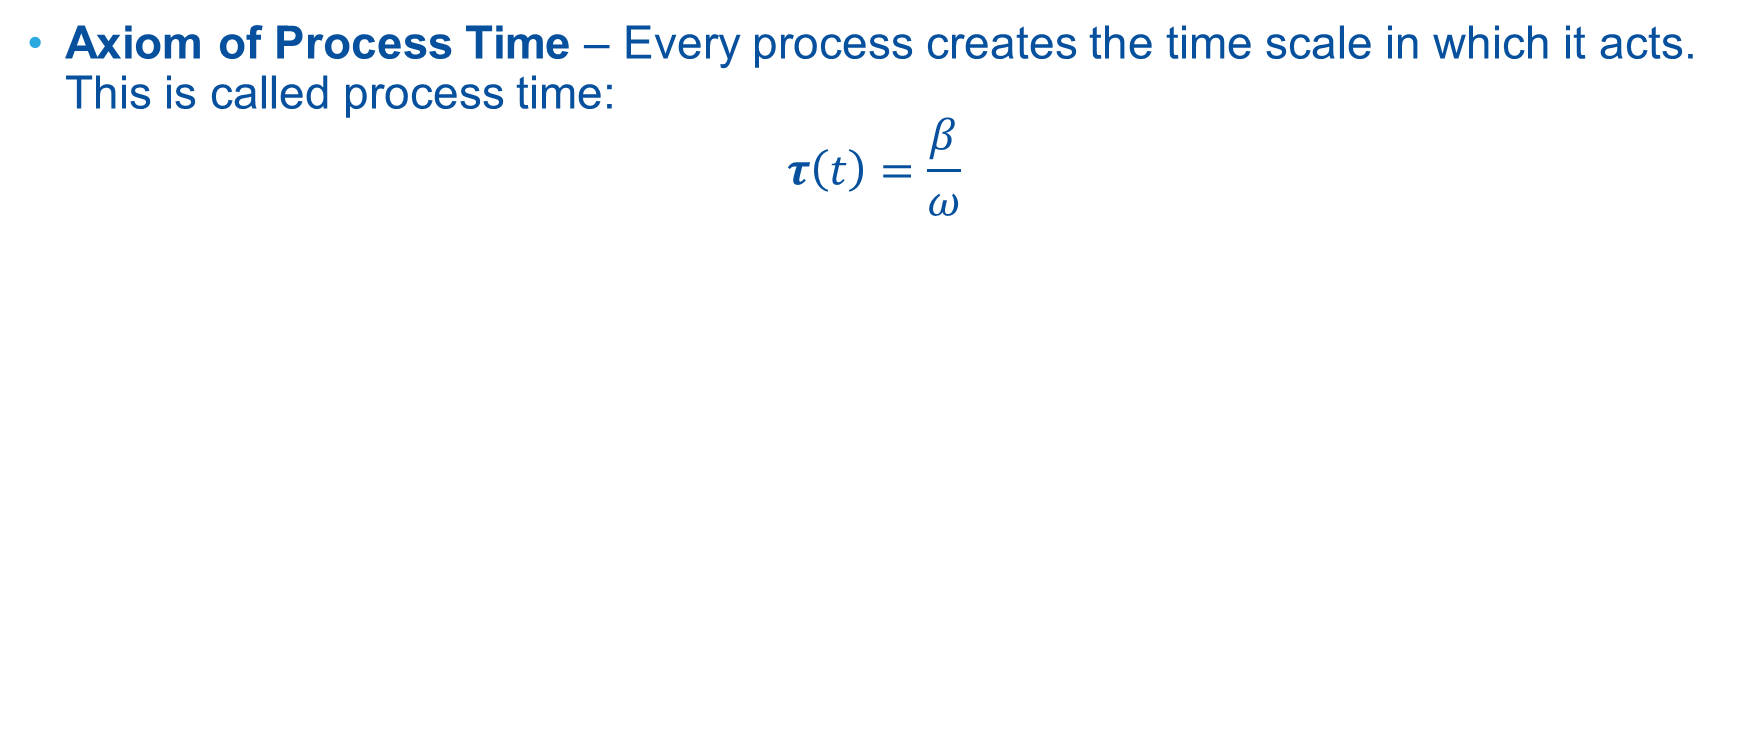 • Axiom of Process Time – Every process creates the time scale in which it acts.
This is called process time:
τ(t) = β/ω